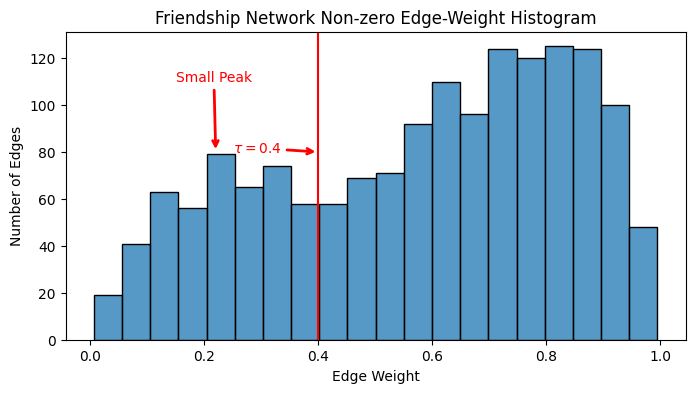 Friendship Network Non-zero Edge-Weight Histogram
Number of Edges
120
100
80
60
40
20
0
Small Peak
τ = 0.4
0.0 0.2 0.4 0.6 0.8 1.0
Edge Weight